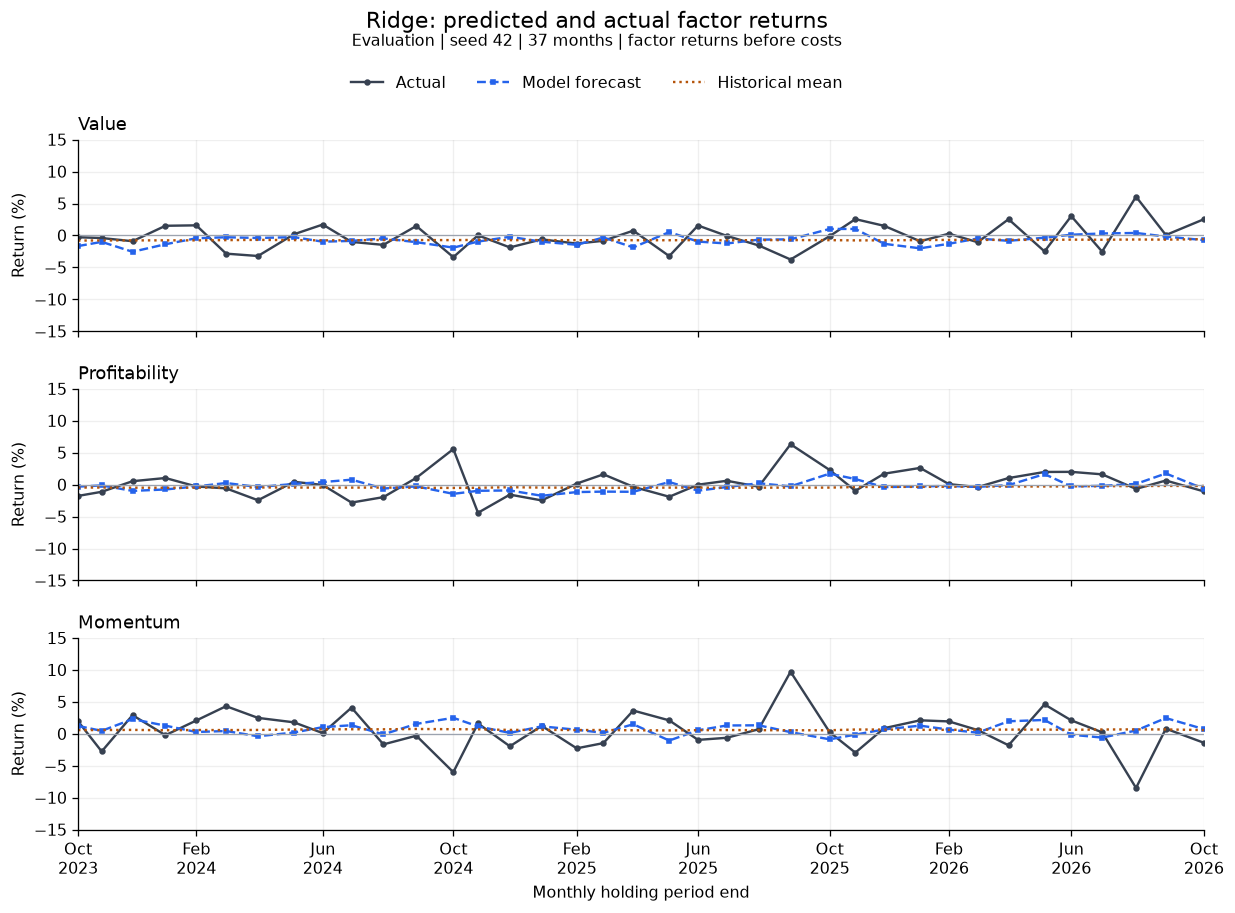 Ridge: predicted and actual factor returns
Evaluation | seed 42 | 37 months | factor returns before costs
Actual Model forecast Historical mean
Value
Return (%)
15
10
5
0
−5
−10
−15
Profitability
Return (%)
15
10
5
0
−5
−10
−15
Momentum
Return (%)
15
10
5
0
−5
−10
−15
Oct Feb Jun Oct Feb Jun Oct Feb Jun Oct
2023 2024 2024 2024 2025 2025 2025 2026 2026 2026
Monthly holding period end